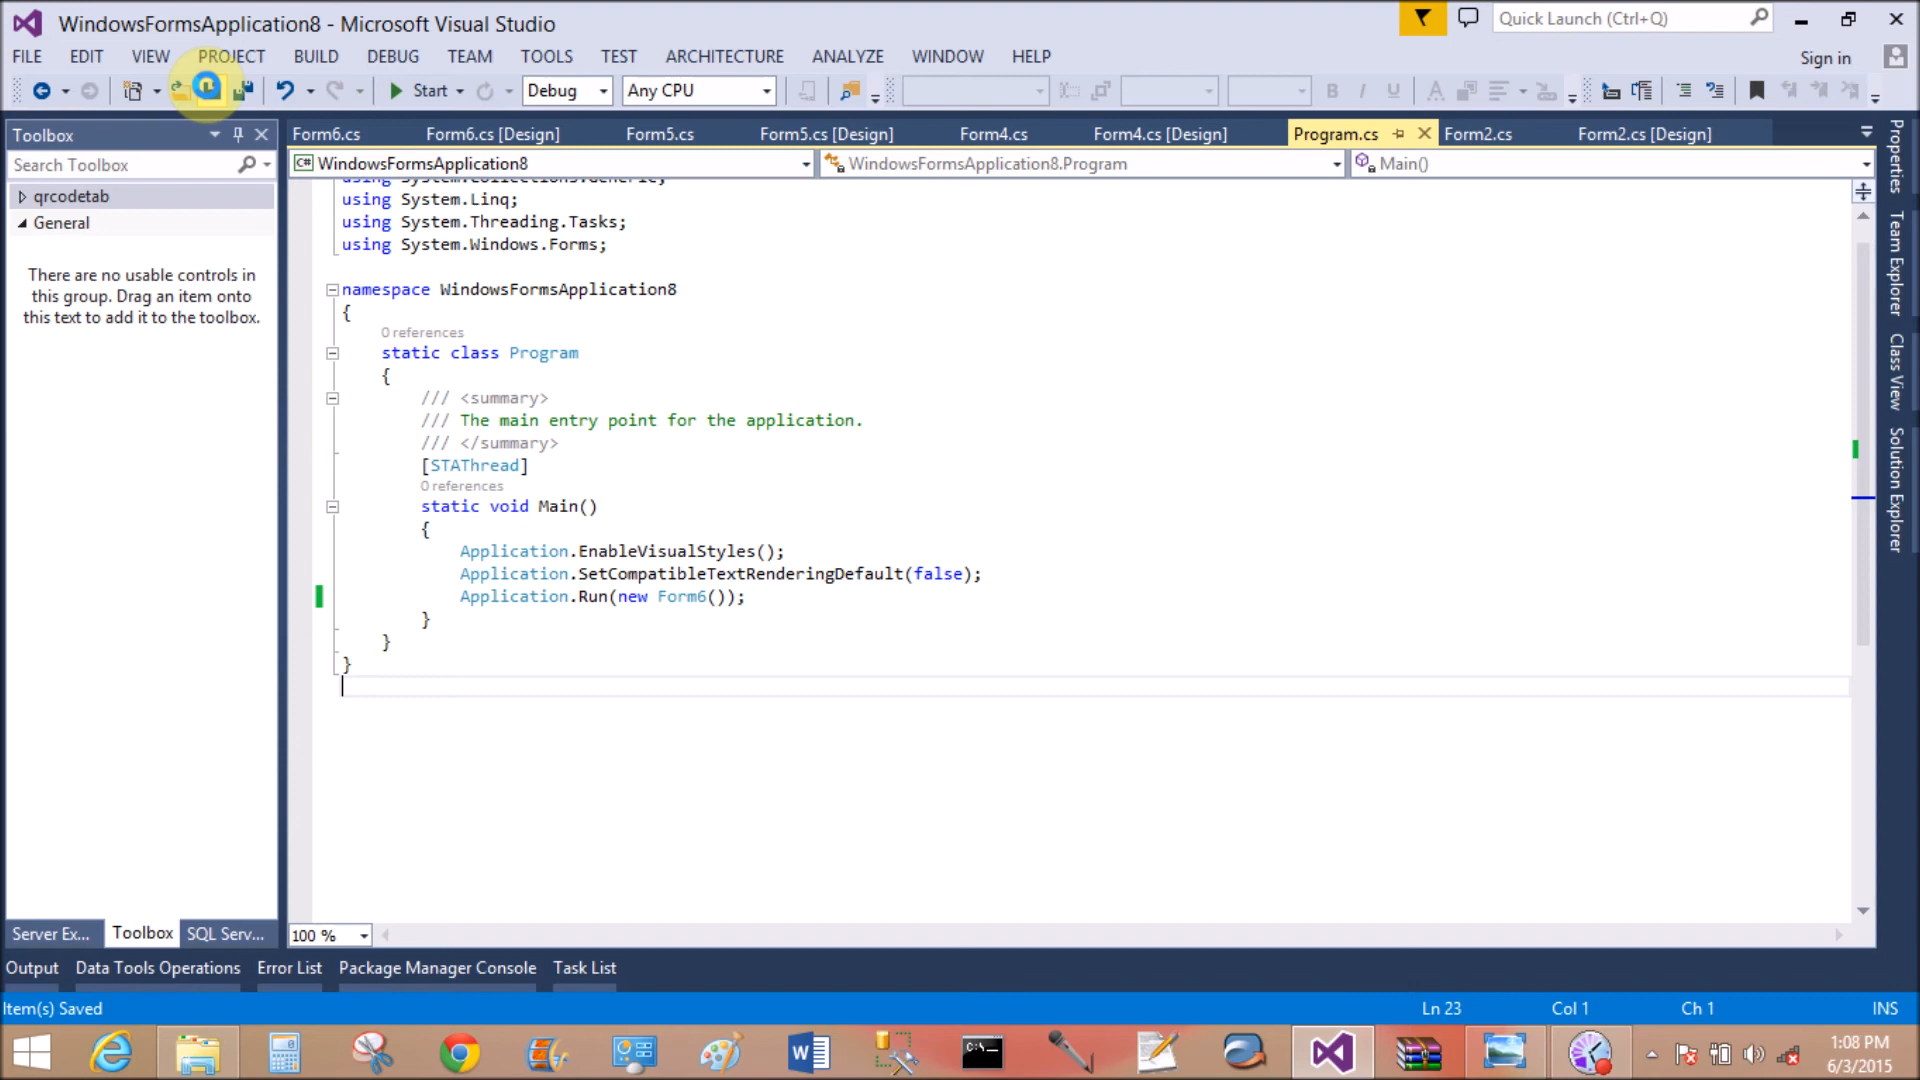 WindowsFormsApplication8 - Microsoft Visual Studio
Quick Launch (Ctrl+Q)
FILE EDIT VIEW PROJECT BUILD DEBUG TEAM TOOLS TEST ARCHITECTURE ANALYZE WINDOW HELP
Sign in
Start Debug Any CPU
Toolbox
Search Toolbox
qrcodetab
General
There are no usable controls in
this group. Drag an item onto
this text to add it to the toolbox.
Form6.cs Form6.cs [Design] Form5.cs Form5.cs [Design] Form4.cs Form4.cs [Design] Program.cs Form2.cs Form2.cs [Design]
C# WindowsFormsApplication8 WindowsFormsApplication8.Program Main()
using System.Collections.Generic;
using System.Linq;
using System.Threading.Tasks;
using System.Windows.Forms;
namespace WindowsFormsApplication8
{
0 references
static class Program
{
/// <summary>
/// The main entry point for the application.
/// </summary>
[STAThread]
0 references
static void Main()
{
Application.EnableVisualStyles();
Application.SetCompatibleTextRenderingDefault(false);
Application.Run(new Form6());
}
}
}
Properties
Team Explorer
Class View
Solution Explorer
Server Ex... Toolbox SQL Serv...
100 %
Output Data Tools Operations Error List Package Manager Console Task List
Item(s) Saved
Ln 23 Col 1 Ch 1 INS
C:\
1:08 PM
6/3/2015